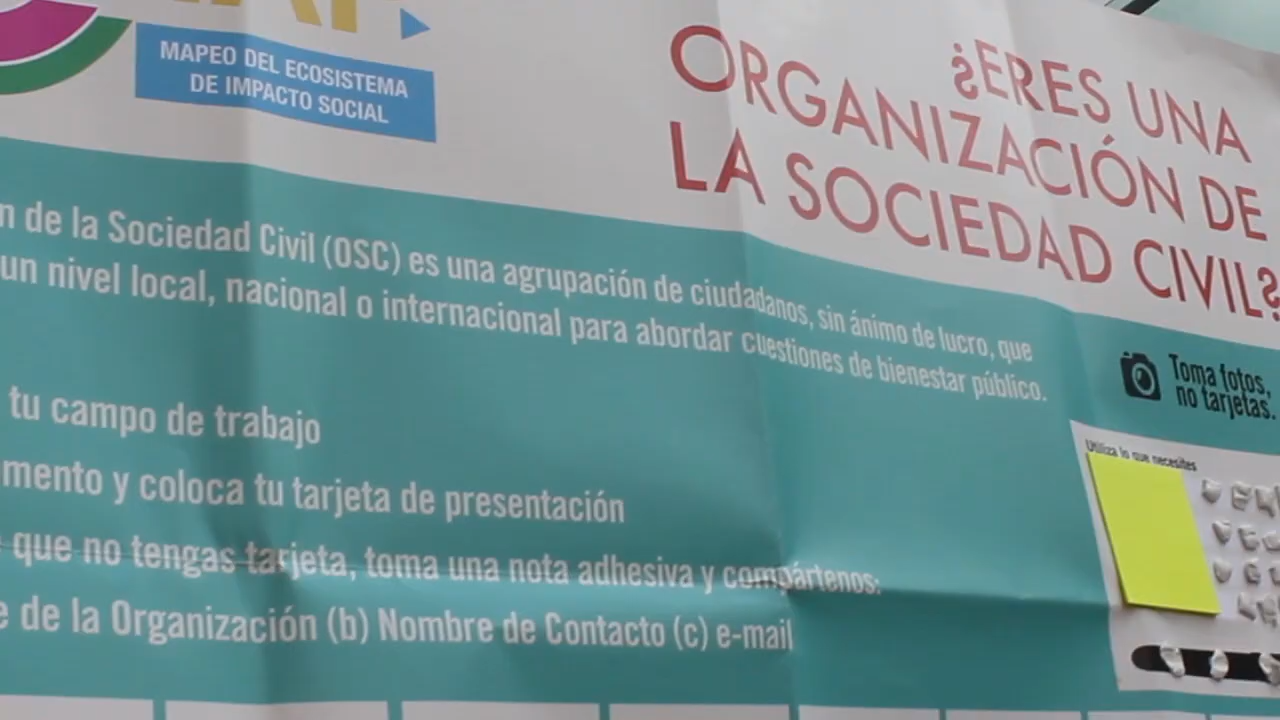 MAPEO DEL ECOSISTEMA
DE IMPACTO SOCIAL
¿ERES UNA
ORGANIZACIÓN DE
LA SOCIEDAD CIVIL?
n de la Sociedad Civil (OSC) es una agrupación de ciudadanos, sin ánimo de lucro, que
un nivel local, nacional o internacional para abordar cuestiones de bienestar público.
tu campo de trabajo
mento y coloca tu tarjeta de presentación
que no tengas tarjeta, toma una nota adhesiva y compártenos:
e de la Organización (b) Nombre de Contacto (c) e-mail
Toma fotos,
no tarjetas.
Utiliza lo que necesites